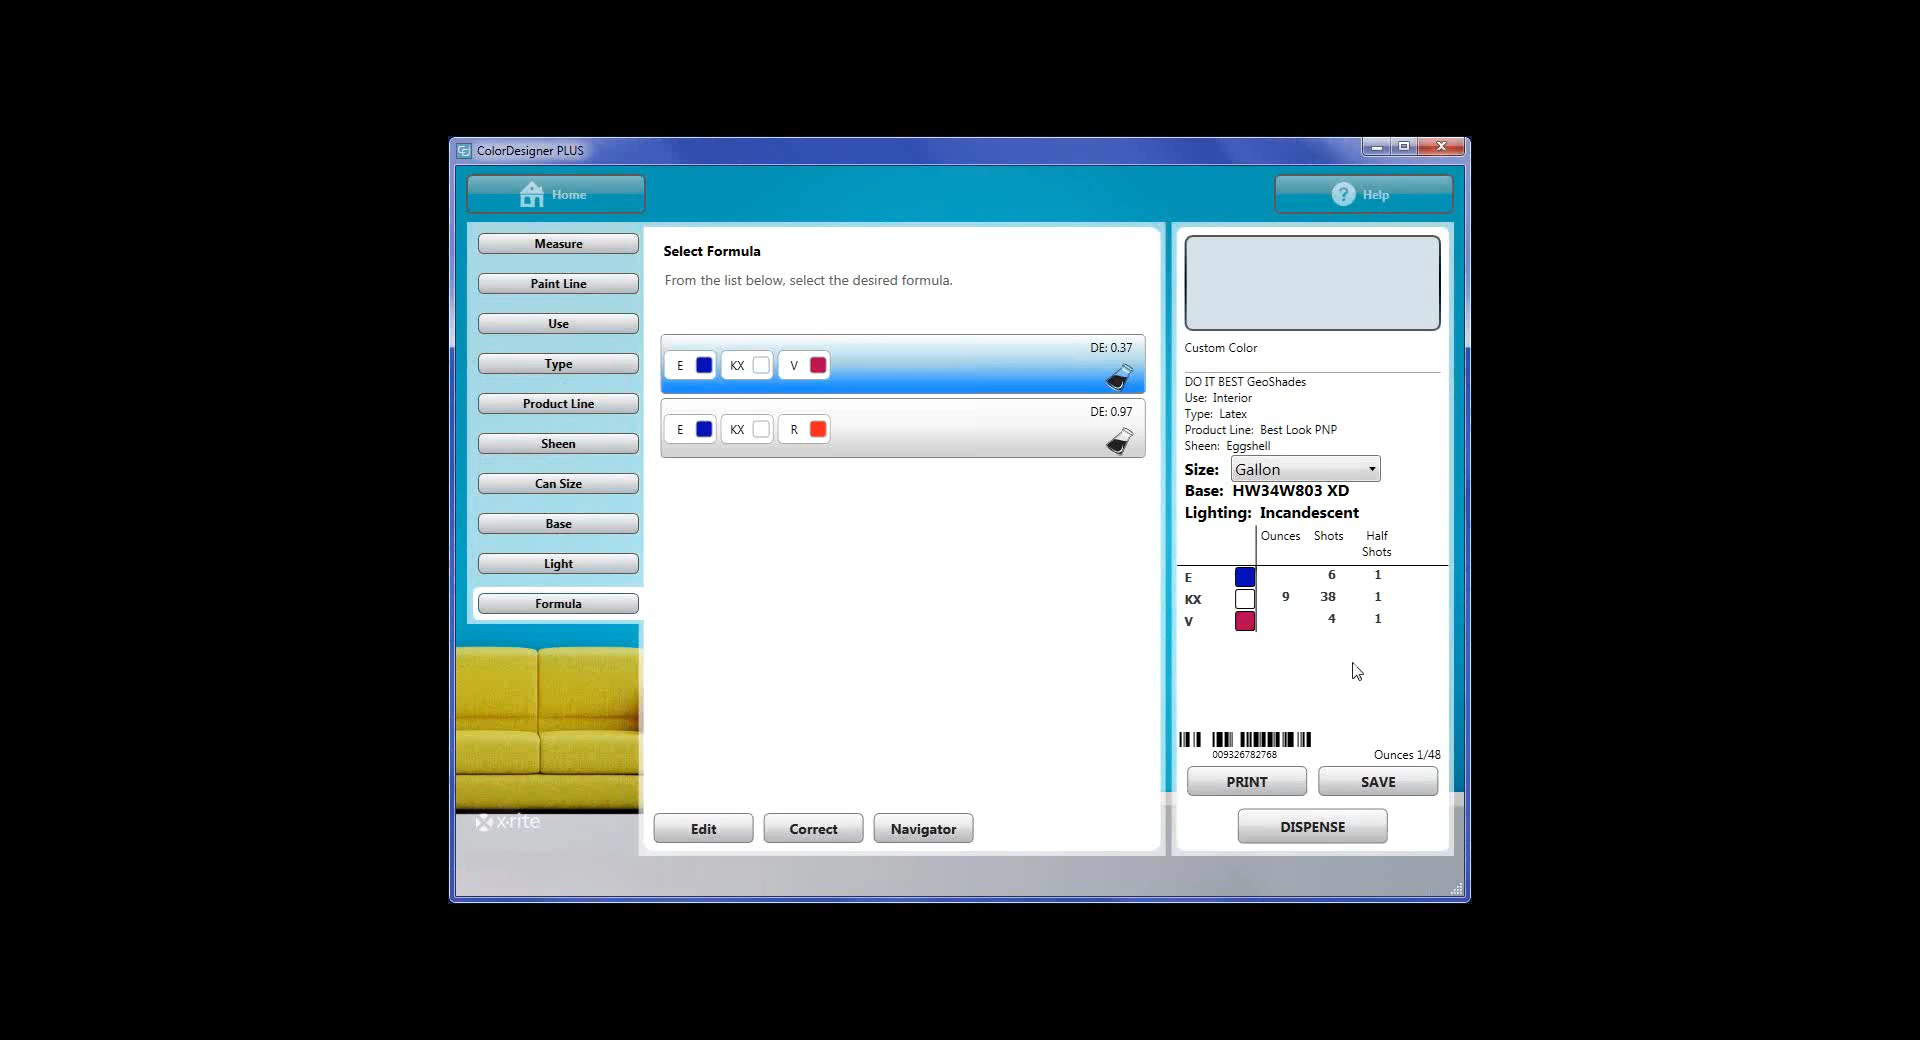 ColorDesigner PLUS
Home
Help
Measure
Paint Line
Use
Type
Product Line
Sheen
Can Size
Base
Light
Formula
x·rite
Select Formula
From the list below, select the desired formula.
E KX V DE: 0.37
E KX R DE: 0.97
Edit Correct Navigator
Custom Color
DO IT BEST GeoShades
Use: Interior
Type: Latex
Product Line: Best Look PNP
Sheen: Eggshell
Size: Gallon
Base: HW34W803 XD
Lighting: Incandescent
Ounces Shots Half
Shots
E 6 1
KX 9 38 1
V 4 1
009326782768
Ounces 1/48
PRINT SAVE
DISPENSE